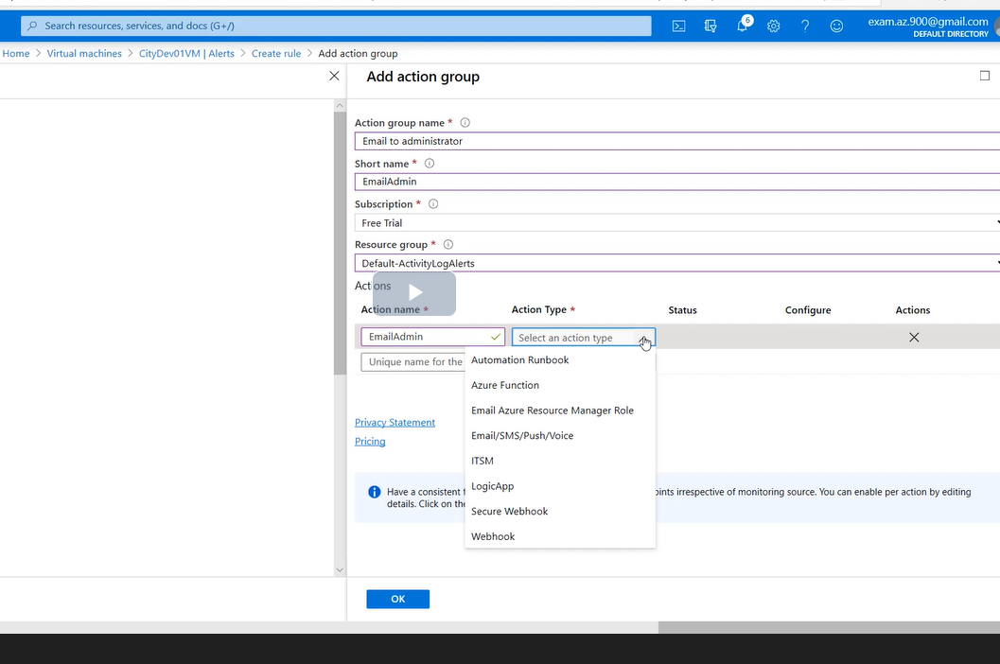 Search resources, services, and docs (G+/)
6
exam.az.900@gmail.com
DEFAULT DIRECTORY
Home > Virtual machines > CityDev01VM | Alerts > Create rule > Add action group
Add action group
Action group name *
Email to administrator
Short name *
EmailAdmin
Subscription *
Free Trial
Resource group *
Default-ActivityLogAlerts
Actions
Action name * Action Type * Status Configure Actions
EmailAdmin Select an action type
Unique name for the
Automation Runbook
Azure Function
Email Azure Resource Manager Role
Email/SMS/Push/Voice
ITSM
LogicApp
Secure Webhook
Webhook
Privacy Statement
Pricing
Have a consistent oints irrespective of monitoring source. You can enable per action by editing
details. Click on the
OK